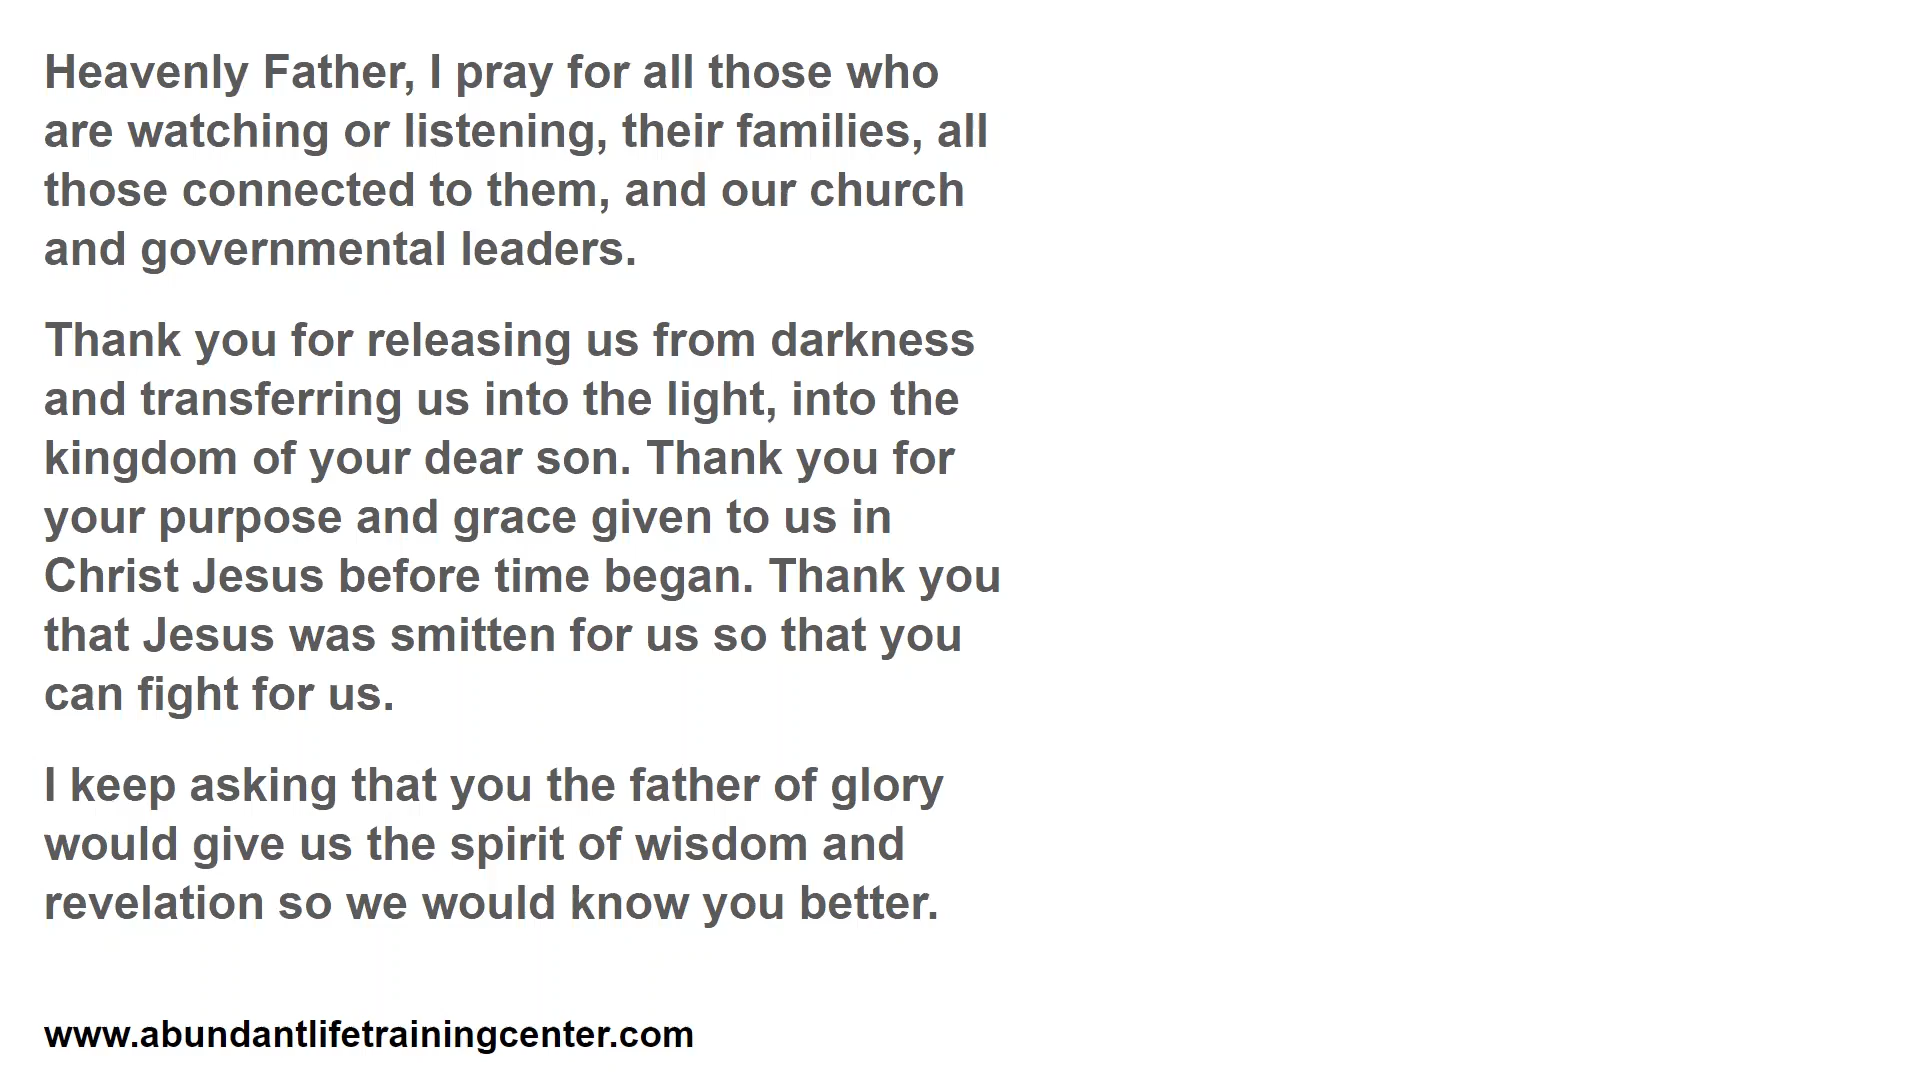 Heavenly Father, I pray for all those who
are watching or listening, their families, all
those connected to them, and our church
and governmental leaders.
Thank you for releasing us from darkness
and transferring us into the light, into the
kingdom of your dear son. Thank you for
your purpose and grace given to us in
Christ Jesus before time began. Thank you
that Jesus was smitten for us so that you
can fight for us.
I keep asking that you the father of glory
would give us the spirit of wisdom and
revelation so we would know you better.
www.abundantlifetrainingcenter.com